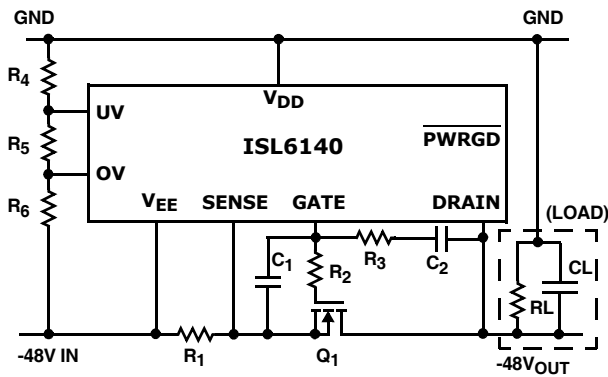 GND GND
R4
VDD
UV
R5
ISL6140
PWRGD
OV
R6
VEE SENSE GATE DRAIN
(LOAD)
C1
R2
R3
C2
CL
RL
-48V IN
R1
Q1
-48VOUT